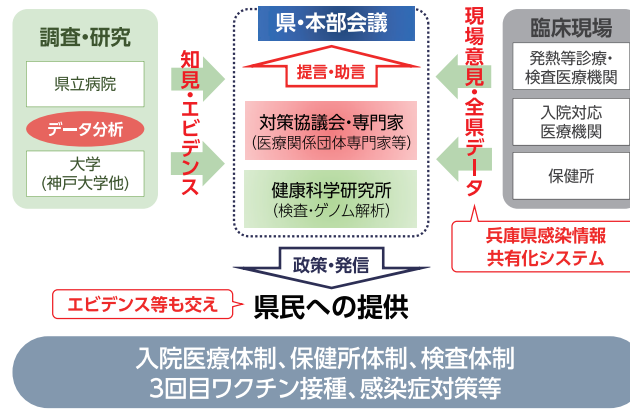 調査・研究
県立病院
データ分析
大学
(神戸大学他)
知見・エビデンス
県・本部会議
提言・助言
対策協議会・専門家
(医療関係団体専門家等)
健康科学研究所
(検査・ゲノム解析)
現場意見・全県データ
臨床現場
発熱等診療・
検査医療機関
入院対応
医療機関
保健所
兵庫県感染情報
共有化システム
政策・発信
エビデンス等も交え
県民への提供
入院医療体制、保健所体制、検査体制
3回目ワクチン接種、感染症対策等